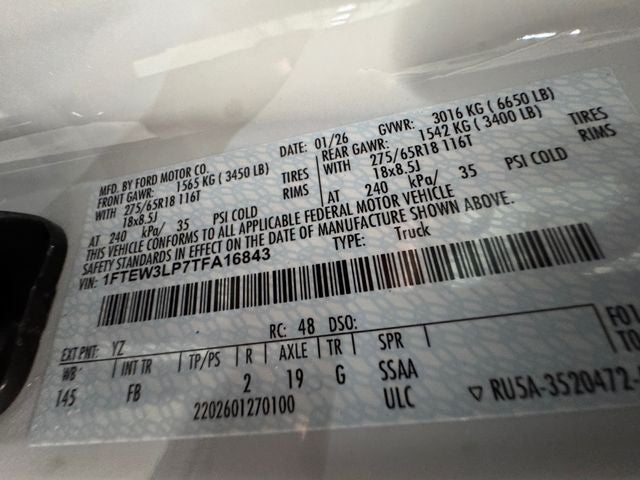 MFD. BY FORD MOTOR CO. DATE: 01/26 GVWR: 3016 KG ( 6650 LB)
FRONT GAWR: 1565 KG ( 3450 LB) REAR GAWR: 1542 KG ( 3400 LB)
WITH 275/65R18 116T TIRES WITH 275/65R18 116T TIRES
18x8.5J RIMS 18x8.5J RIMS
AT 240 kPa/ 35 PSI COLD AT 240 kPa/ 35 PSI COLD
THIS VEHICLE CONFORMS TO ALL APPLICABLE FEDERAL MOTOR VEHICLE
SAFETY STANDARDS IN EFFECT ON THE DATE OF MANUFACTURE SHOWN ABOVE.
VIN: 1FTEW3LP7TFA16843 TYPE: Truck
EXT PNT: YZ RC: 48 DSO:
WB INT TR TP/PS R AXLE TR SPR
145 FB 2 19 G SSAA
2202601270100 ULC
F01
TO
RU5A-3520472-